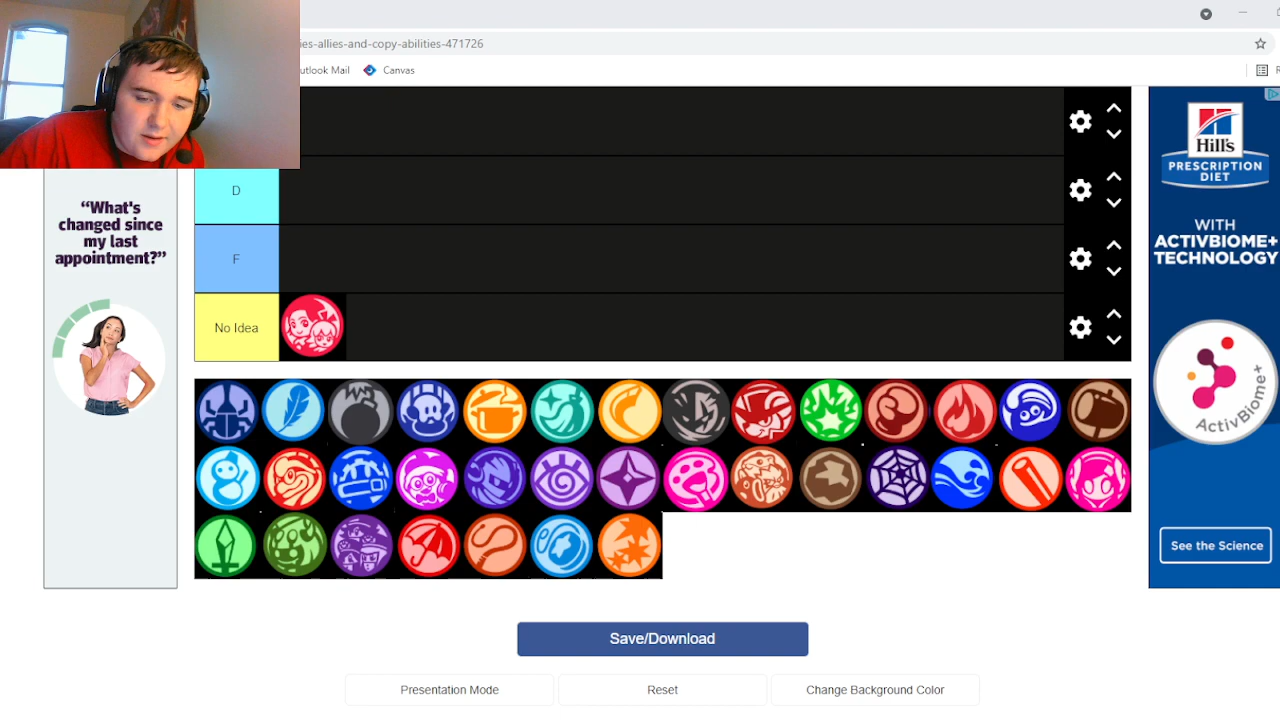 ies-allies-and-copy-abilities-471726
utlook Mail
Canvas
R
D
F
No Idea
“What's
changed since
my last
appointment?”
Hill's
PRESCRIPTION
DIET
WITH
ACTIVBIOME+
TECHNOLOGY
ActivBiome+
See the Science
Save/Download
Presentation Mode
Reset
Change Background Color